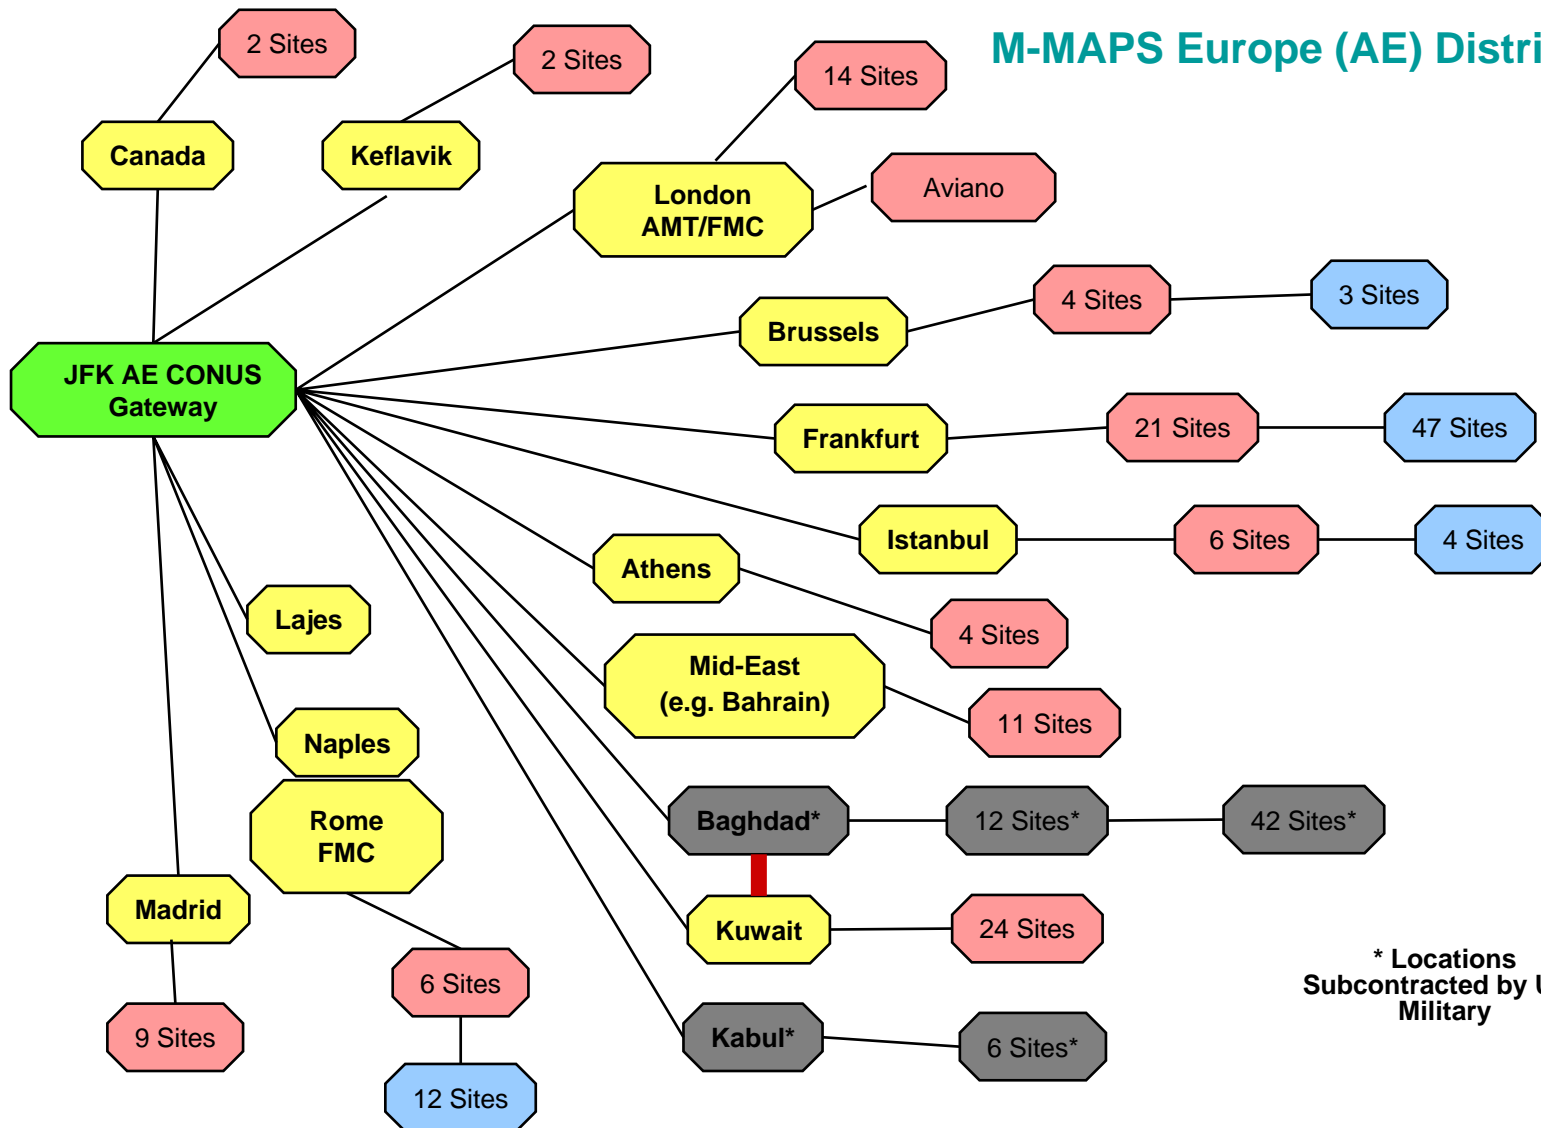 M-MAPS Europe (AE)
2 Sites
2 Sites
14 Sites
Canada
Keflavik
London
AMT/FMC
Aviano
Brussels
4 Sites
3 Sites
JFK AE CONUS
Gateway
Frankfurt
21 Sites
47 Sites
Istanbul
6 Sites
4 Sites
Athens
Lajes
4 Sites
Mid-East
(e.g. Bahrain)
11 Sites
Naples
Rome
FMC
Baghdad*
12 Sites*
42 Sites*
Madrid
Kuwait
24 Sites
6 Sites
9 Sites
Kabul*
6 Sites*
12 Sites
* Locations
Subcontracted by
Military